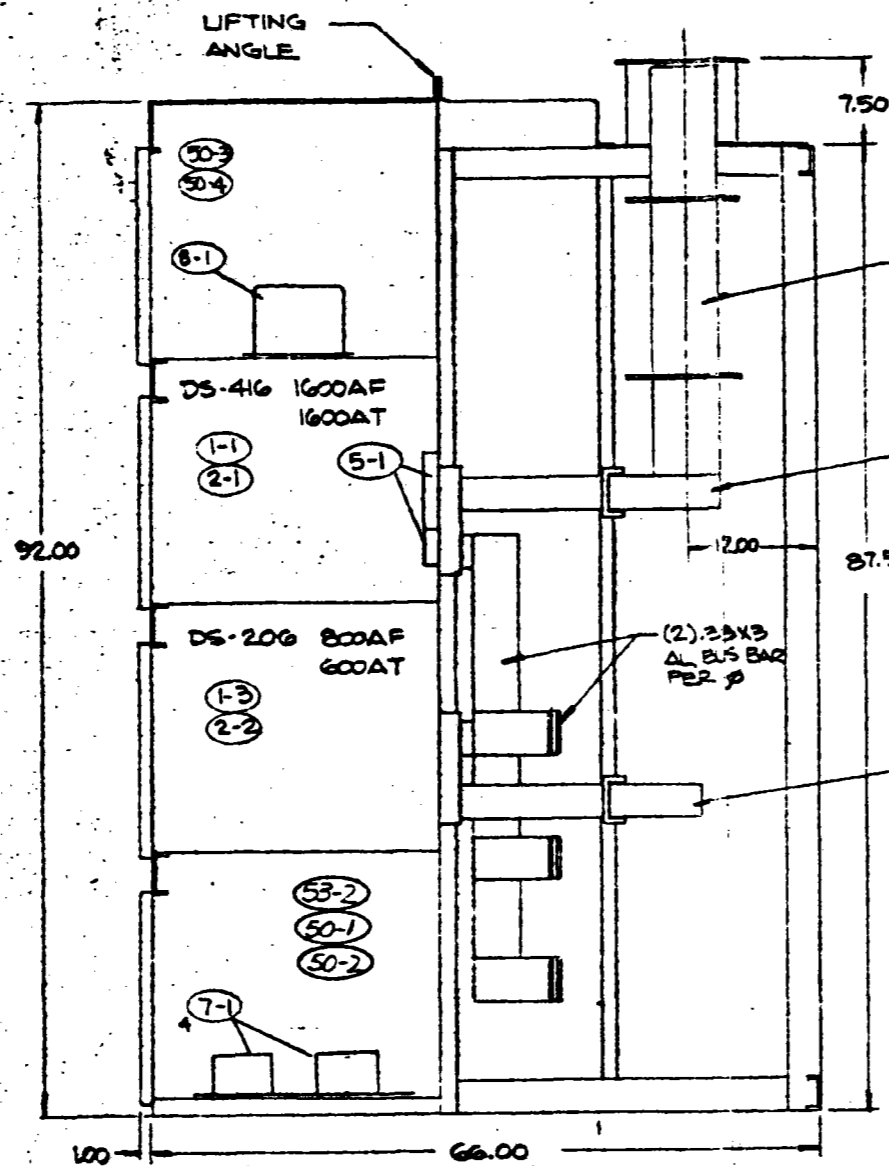 LIFTING
ANGLE
7.50
50-3
50-4
8-1
DS-416 1600AF
1600AT
1-1
2-1
5-1
92.00
12.00
87.5
DS-206 800AF
600AT
(2).33X3
AL BUS BAR
PER Ø
1-3
2-2
53-2
50-1
50-2
7-1
4
1.00
66.00